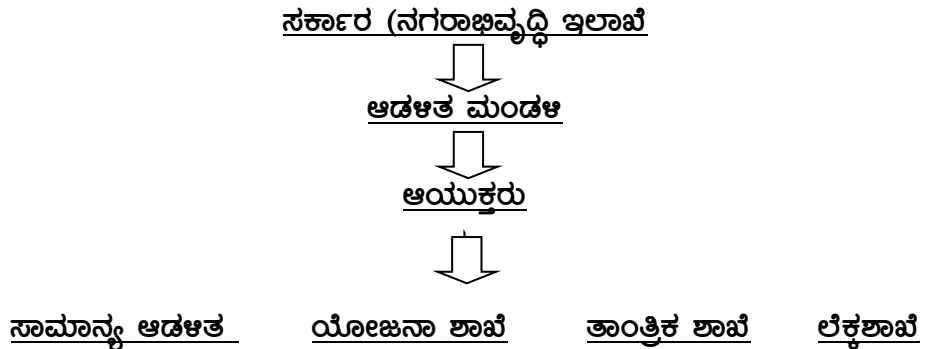 ಸರ್ಕಾರ (ನಗರಾಭಿವೃದ್ಧಿ ಇಲಾಖೆ
ಆಡಳಿತ ಮಂಡಳಿ
ಆಯುಕ್ತರು
ಸಾಮಾನ್ಯ ಆಡಳಿತ ಯೋಜನಾ ಶಾಖೆ ತಾಂತ್ರಿಕ ಶಾಖೆ ಲೆಕ್ಕಶಾಖೆ